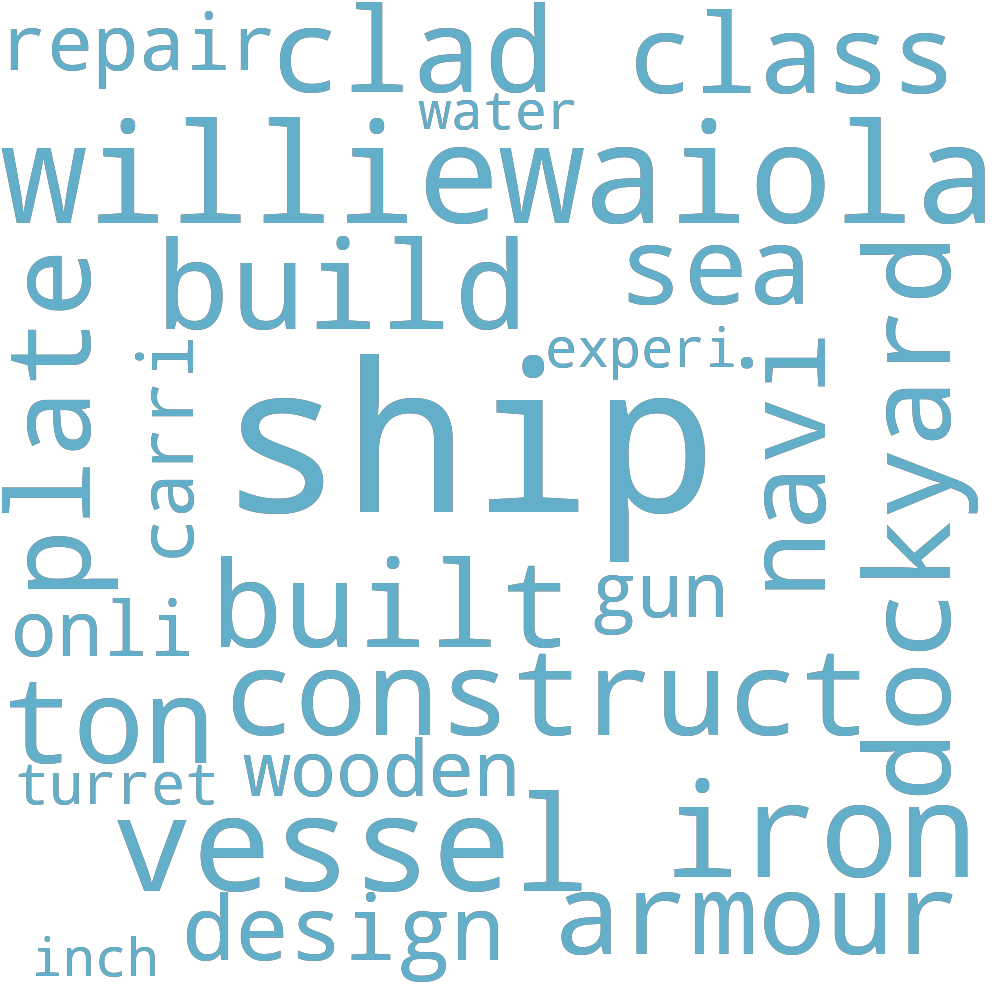 repair clad class
water
williewaiola
build sea
plate carri experi navi dockyard
ship
built gun
onli
construct
ton
wooden
turret
vessel iron
design armour
inch